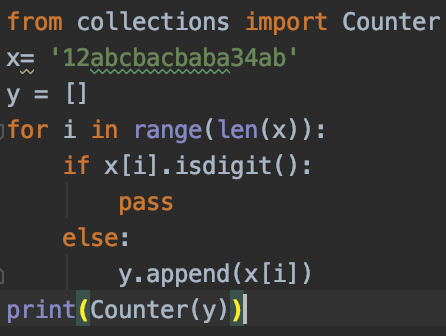 from collections import Counter
x= '12abcbacbaba34ab'
y = []
for i in range(len(x)):
    if x[i].isdigit():
        pass
    else:
        y.append(x[i])
print(Counter(y))